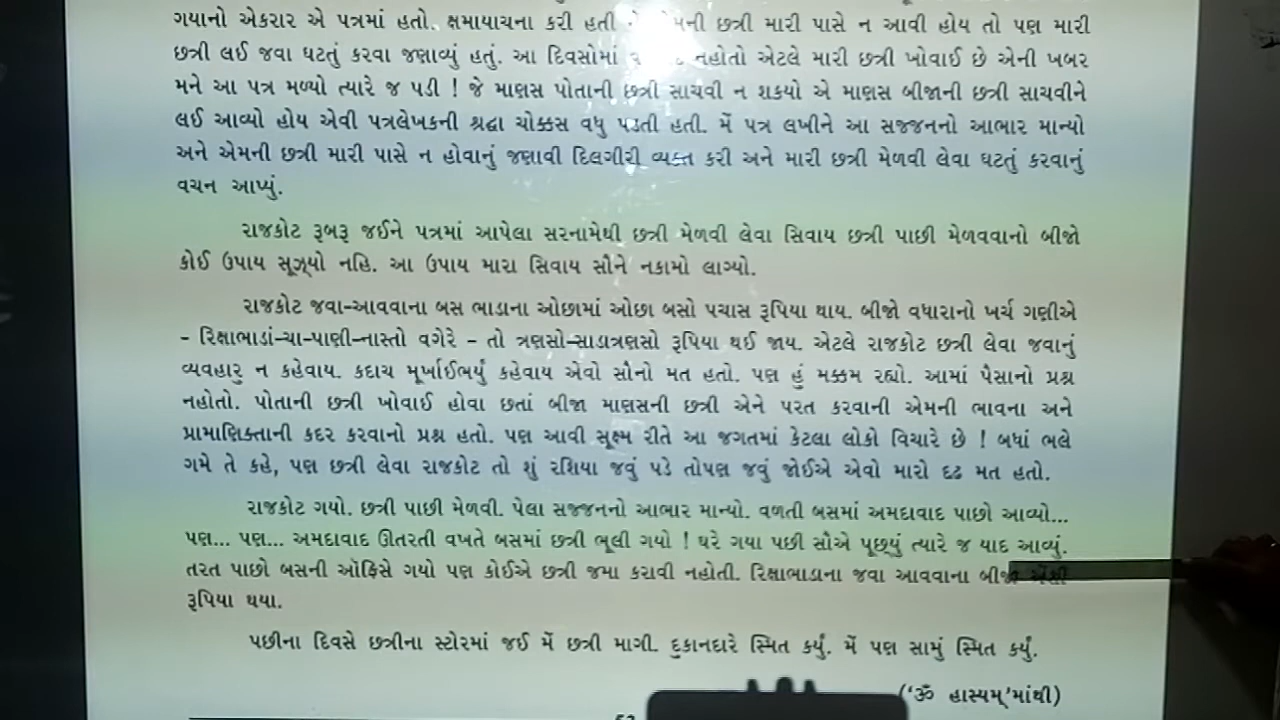 ગયાનો એકરાર એ પત્રમાં હતો. ક્ષમાયાચના કરી હતી ની છત્રી મારી પાસે ન આવી હોય તો પણ મારી
છત્રી લઈ જવા ઘટતું કરવા જણાવ્યું હતું. આ દિવસોમાં નહોતો એટલે મારી છત્રી ખોવાઈ છે એની ખબર
મને આ પત્ર મળ્યો ત્યારે જ પડી ! જે માણસ પોતાની છત્રી સાચવી ન શકયો એ માણસ બીજાની છત્રી સાચવીને
લઈ આવ્યો હોય એવી પત્રલેખકની શ્રદ્ધા ચોક્કસ વધુ પડતી હતી. મેં પત્ર લખીને આ સજ્જનનો આભાર માન્યો
અને એમની છત્રી મારી પાસે ન હોવાનું જણાવી દિલગીરી વ્યક્ત કરી અને મારી છત્રી મેળવી લેવા ઘટતું કરવાનું
વચન આપ્યું.
રાજકોટ રૂબરૂ જઈને પત્રમાં આપેલા સરનામેથી છત્રી મેળવી લેવા સિવાય છત્રી પાછી મેળવવાનો બીજો
કોઈ ઉપાય સૂઝ્યો નહિ. આ ઉપાય મારા સિવાય સૌને નકામો લાગ્યો.
રાજકોટ જવા-આવવાના બસ ભાડાના ઓછામાં ઓછા બસો પચાસ રૂપિયા થાય. બીજો વધારાનો ખર્ચ ગણીએ
- રિક્ષાભાડાં-ચા-પાણી-નાસ્તો વગેરે - તો ત્રણસો-સાડાત્રણસો રૂપિયા થઈ જાય. એટલે રાજકોટ છત્રી લેવા જવાનું
વ્યવહારુ ન કહેવાય. કદાચ મૂર્ખાઈભર્યું કહેવાય એવો સૌનો મત હતો. પણ હું મક્કમ રહ્યો. આમાં પૈસાનો પ્રશ્ન
નહોતો. પોતાની છત્રી ખોવાઈ હોવા છતાં બીજા માણસની છત્રી એને પરત કરવાની એમની ભાવના અને
પ્રામાણિક્તાની કદર કરવાનો પ્રશ્ન હતો. પણ આવી સૂક્ષ્મ રીતે આ જગતમાં કેટલા લોકો વિચારે છે ! બધાં ભલે
ગમે તે કહે, પણ છત્રી લેવા રાજકોટ તો શું રશિયા જવું પડે તોપણ જવું જોઈએ એવો મારો દૃઢ મત હતો.
રાજકોટ ગયો. છત્રી પાછી મેળવી. પેલા સજ્જનનો આભાર માન્યો. વળતી બસમાં અમદાવાદ પાછો આવ્યો...
પણ... પણ... અમદાવાદ ઊતરતી વખતે બસમાં છત્રી ભૂલી ગયો ! ઘરે ગયા પછી સૌએ પૂછ્યું ત્યારે જ યાદ આવ્યું.
તરત પાછો બસની ઑફિસે ગયો પણ કોઈએ છત્રી જમા કરાવી નહોતી. રિક્ષાભાડાના જવા આવવાના બીજા
રૂપિયા થયા.
પછીના દિવસે છત્રીના સ્ટોરમાં જઈ મેં છત્રી માગી. દુકાનદારે સ્મિત કર્યું. મેં પણ સામું સ્મિત કર્યું.
('ૐ હાસ્યમ્'માંથી)